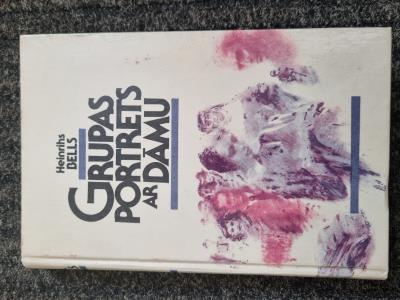 Heinrihs
BELLS
GRUPAS
PORTRETS
AR DĀMU